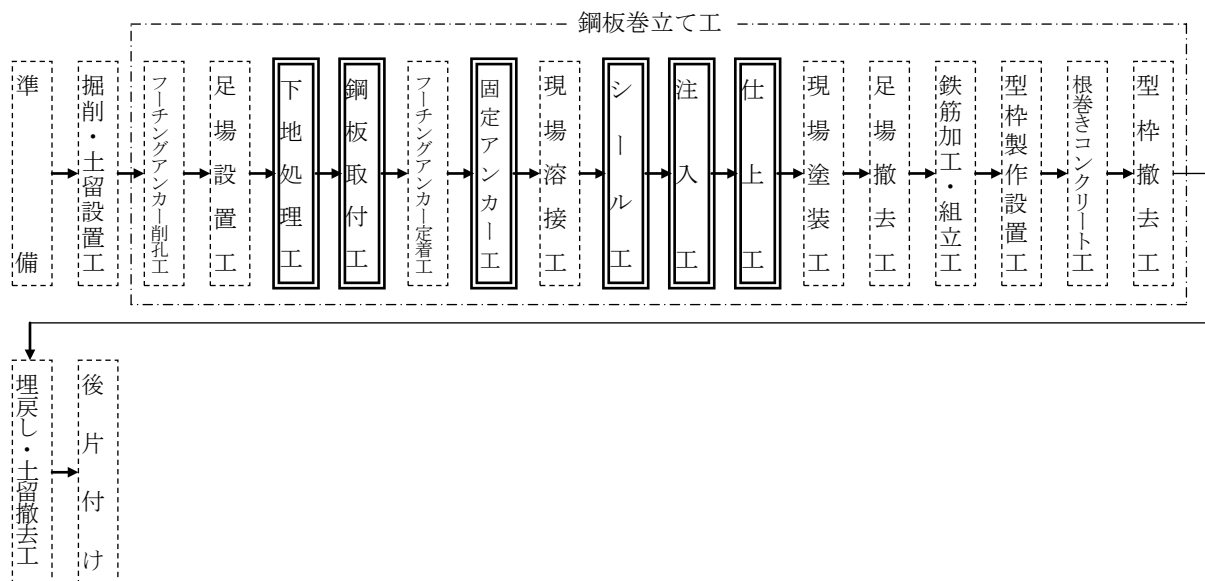 鋼板巻立て工
準備
掘削・土留設置工
フーチングアンカー削孔工
足場設置工
下地処理工
鋼板取付工
フーチングアンカー定着工
固定アンカー工
現場溶接工
シール工
注入工
仕上工
現場塗装工
足場撤去工
鉄筋加工・組立工
型枠製作設置工
根巻きコンクリート工
型枠撤去工
埋戻し・土留撤去工
後片付け